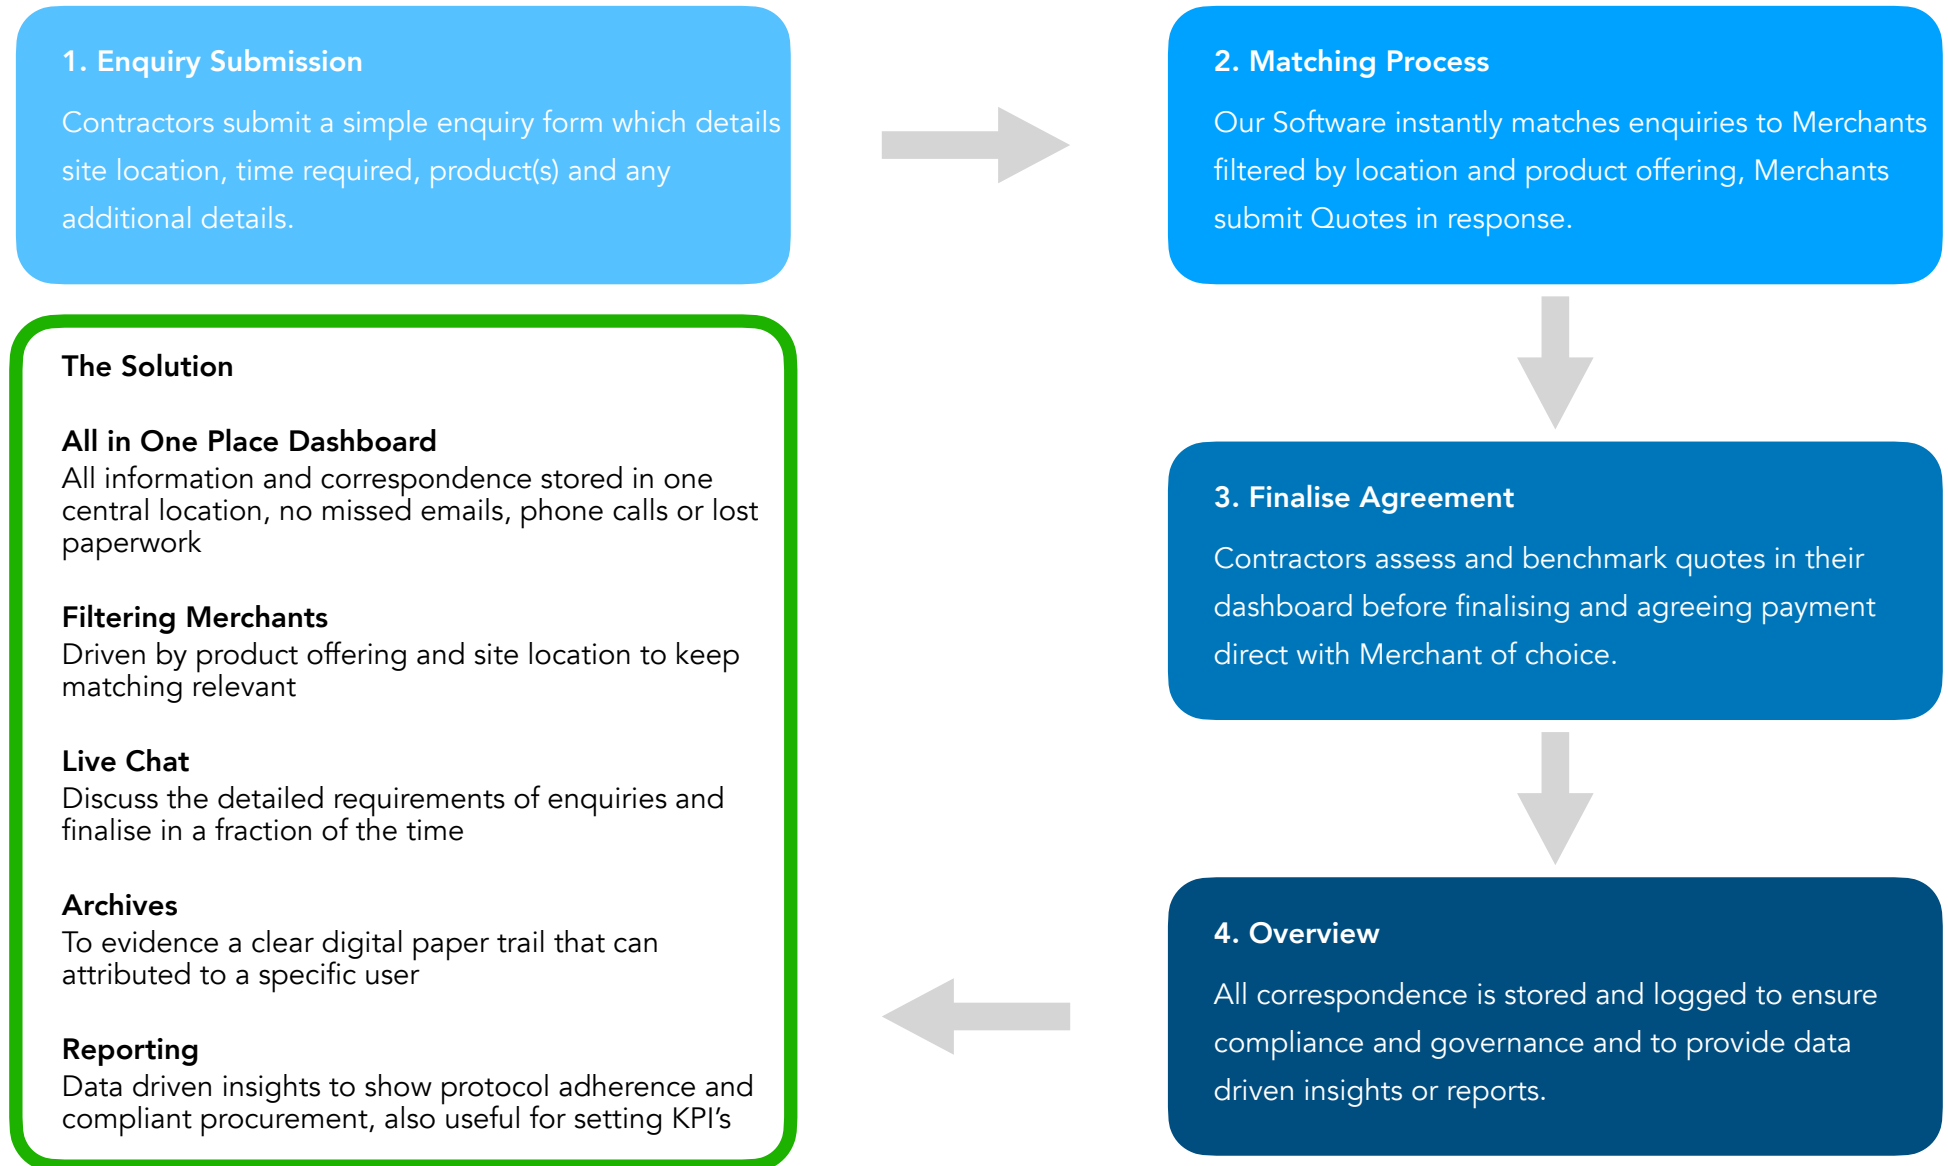 1. Enquiry Submission
Contractors submit a simple enquiry form which details
site location, time required, product(s) and any
additional details.
2. Matching Process
Our Software instantly matches enquiries to Merchants
filtered by location and product offering, Merchants
submit Quotes in response.
3. Finalise Agreement
Contractors assess and benchmark quotes in their
dashboard before finalising and agreeing payment
direct with Merchant of choice.
4. Overview
All correspondence is stored and logged to ensure
compliance and governance and to provide data
driven insights or reports.
The Solution
All in One Place Dashboard
All information and correspondence stored in one
central location, no missed emails, phone calls or lost
paperwork
Filtering Merchants
Driven by product offering and site location to keep
matching relevant
Live Chat
Discuss the detailed requirements of enquiries and
finalise in a fraction of the time
Archives
To evidence a clear digital paper trail that can
attributed to a specific user
Reporting
Data driven insights to show protocol adherence and
compliant procurement, also useful for setting KPI’s